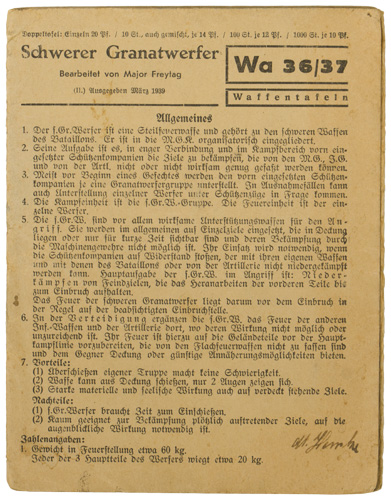 Doppeltafel: Einzeln 20 Pf. / 10 St., auch gemischt, je 14 Pf. / 100 St. je 12 Pf. / 1000 St. je 10 Pf.
Schwerer Granatwerfer
Bearbeitet von Major Freytag
(II.) Ausgegeben März 1939
Wa 36/37
Waffentafeln
Allgemeines
1. Der s.Gr.Werfer ist eine Steilfeuerwaffe und gehört zu den schweren Waffen
des Bataillons. Er ist in die M.G.K. organisatorisch eingegliedert.
2. Seine Aufgabe ist es, in enger Verbindung und im Kampfbereich vorn ein-
gesetzter Schützenkompanien die Ziele zu bekämpfen, die von den M.G., J.G.
und von der Artl. nicht oder nicht wirksam genug gefaßt werden können.
3. Meist vor Beginn eines Gefechtes werden den vorn eingesetzten Schützen-
kompanien je eine Granatwerfergruppe unterstellt. In Ausnahmefällen kann
auch Unterstellung einzelner Werfer unter Schützenzüge in Frage kommen.
4. Die Kampfeinheit ist die s.Gr.W.-Gruppe. Die Feuereinheit ist der ein-
zelne Werfer.
5. Die s.Gr.W. sind vor allem wirksame Unterstützungswaffen für den An-
griff. Sie werden im allgemeinen auf Einzelziele eingesetzt, die in Deckung
liegen oder nur für kurze Zeit sichtbar sind und deren Bekämpfung durch
die Maschinengewehre nicht möglich ist. Ihr Einsatz wird notwendig, wenn
die Schützenkompanien auf Widerstand stoßen, der mit ihren eigenen Waffen
und mit denen des Bataillons oder von der Artillerie nicht niedergekämpft
werden kann. Hauptaufgabe der s.Gr.W. im Angriff ist: Nieder-
kämpfen von Feindzielen, die das Heranarbeiten der vorderen Teile bis
zum Einbruch aufhalten.
Das Feuer der schweren Granatwerfer liegt darum vor dem Einbruch in
der Regel auf der beabsichtigten Einbruchstelle.
6. In der Verteidigung ergänzen die s.Gr.W. das Feuer der anderen
Inf.-Waffen und der Artillerie dort, wo deren Wirkung nicht möglich oder
unzureichend ist. Ihr Feuer ist hierzu auf die Geländeteile vor der Haupt-
kampflinie vorzubereiten, die von den Flachfeuerwaffen nicht zu fassen sind
und dem Gegner Deckung oder günstige Annäherungsmöglichkeiten bieten.
7. Vorteile:
(1) Überschießen eigener Truppe macht keine Schwierigkeit.
(2) Waffe kann aus Deckung schießen, nur 2 Augen zeigen sich.
(3) Starke materielle und seelische Wirkung auch auf verdeckt stehende Ziele.
Nachteile:
(1) s.Gr.Werfer braucht Zeit zum Einschießen.
(2) Kaum geeignet zur Bekämpfung plötzlich auftretender Ziele, auf die
augenblickliche Wirkung notwendig ist.
Zahlenangaben:
1. Gewicht in Feuerstellung etwa 60 kg.
Jeder der 3 Hauptteile des Werfers wiegt etwa 20 kg.